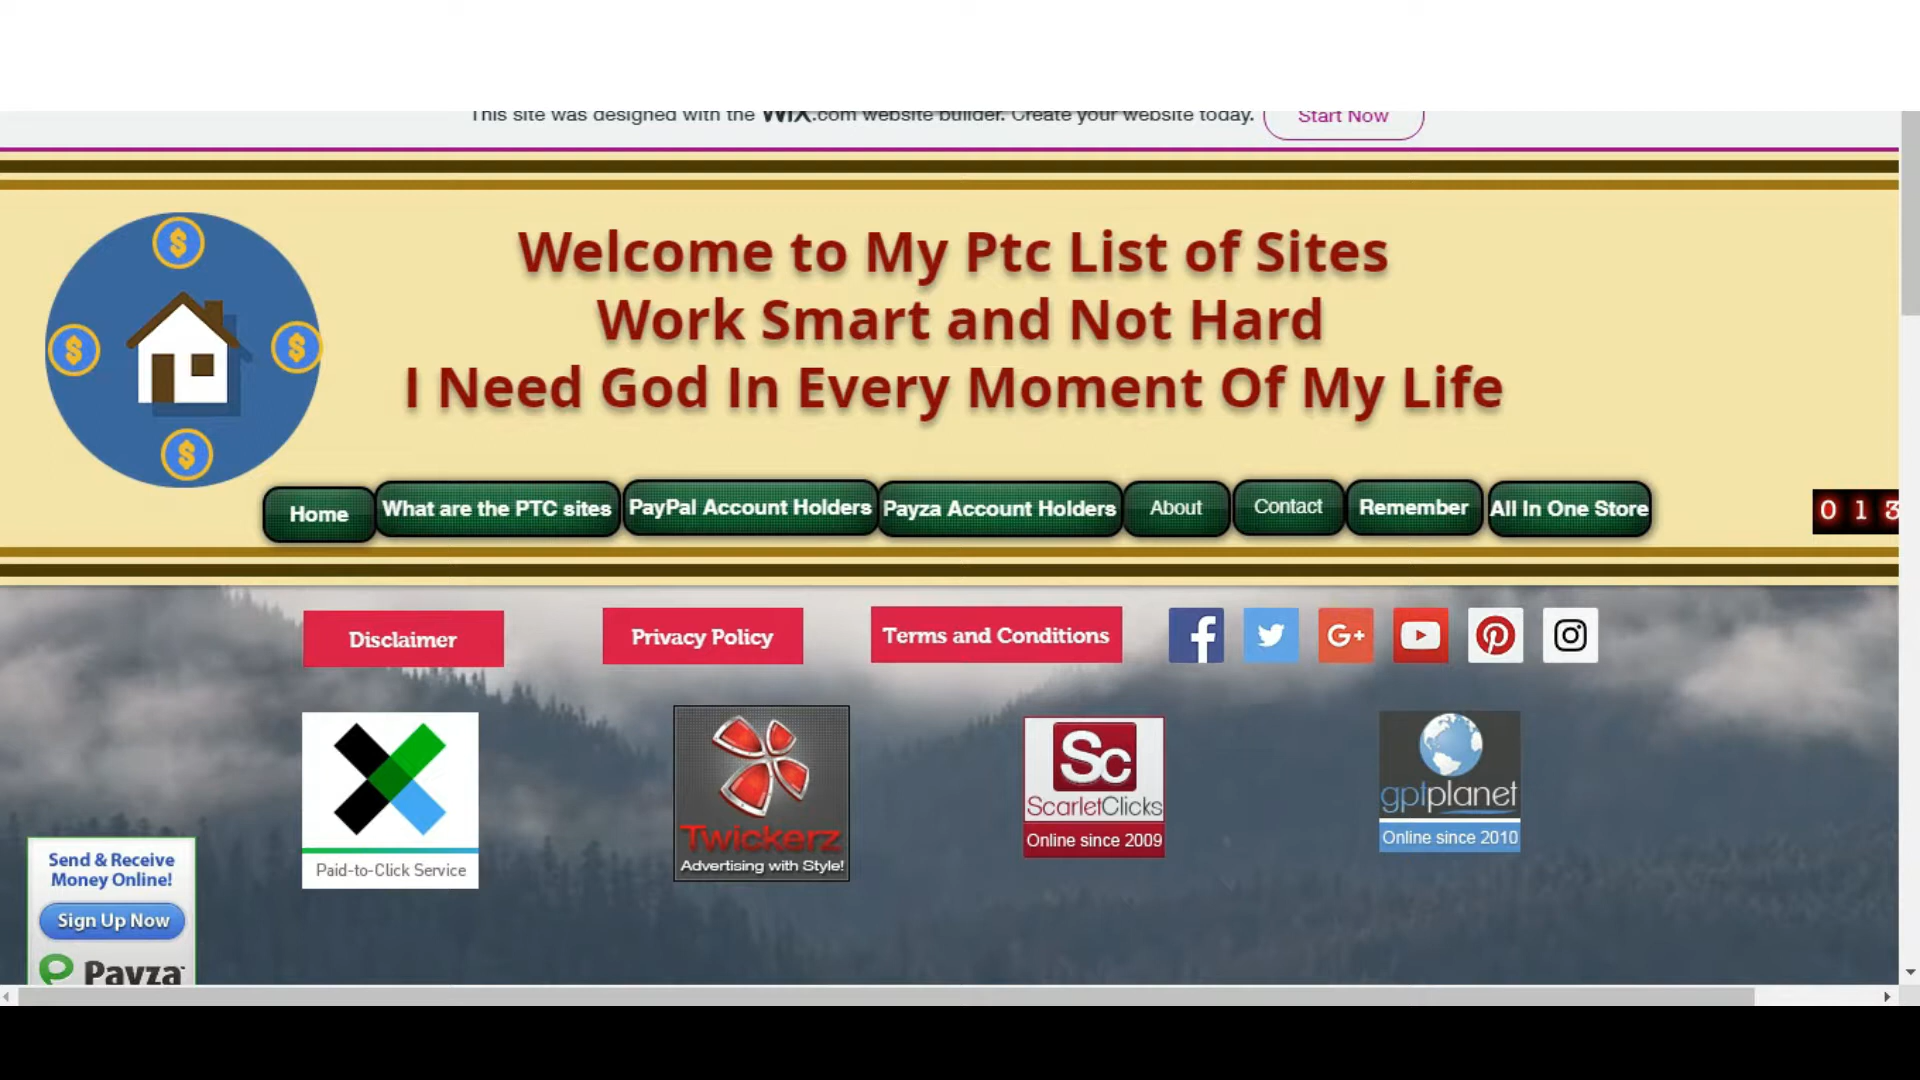 This site was designed with the WIX.com website builder. Create your website today.
Start Now
Welcome to My Ptc List of Sites
Work Smart and Not Hard
I Need God In Every Moment Of My Life
Home
What are the PTC sites
PayPal Account Holders
Payza Account Holders
About
Contact
Remember
All In One Store
0 1 3
Disclaimer
Privacy Policy
Terms and Conditions
G+
Paid-to-Click Service
Twickerz
Advertising with Style!
Sc
ScarletClicks
Online since 2009
gptplanet
Online since 2010
Send & Receive
Money Online!
Sign Up Now
Payza